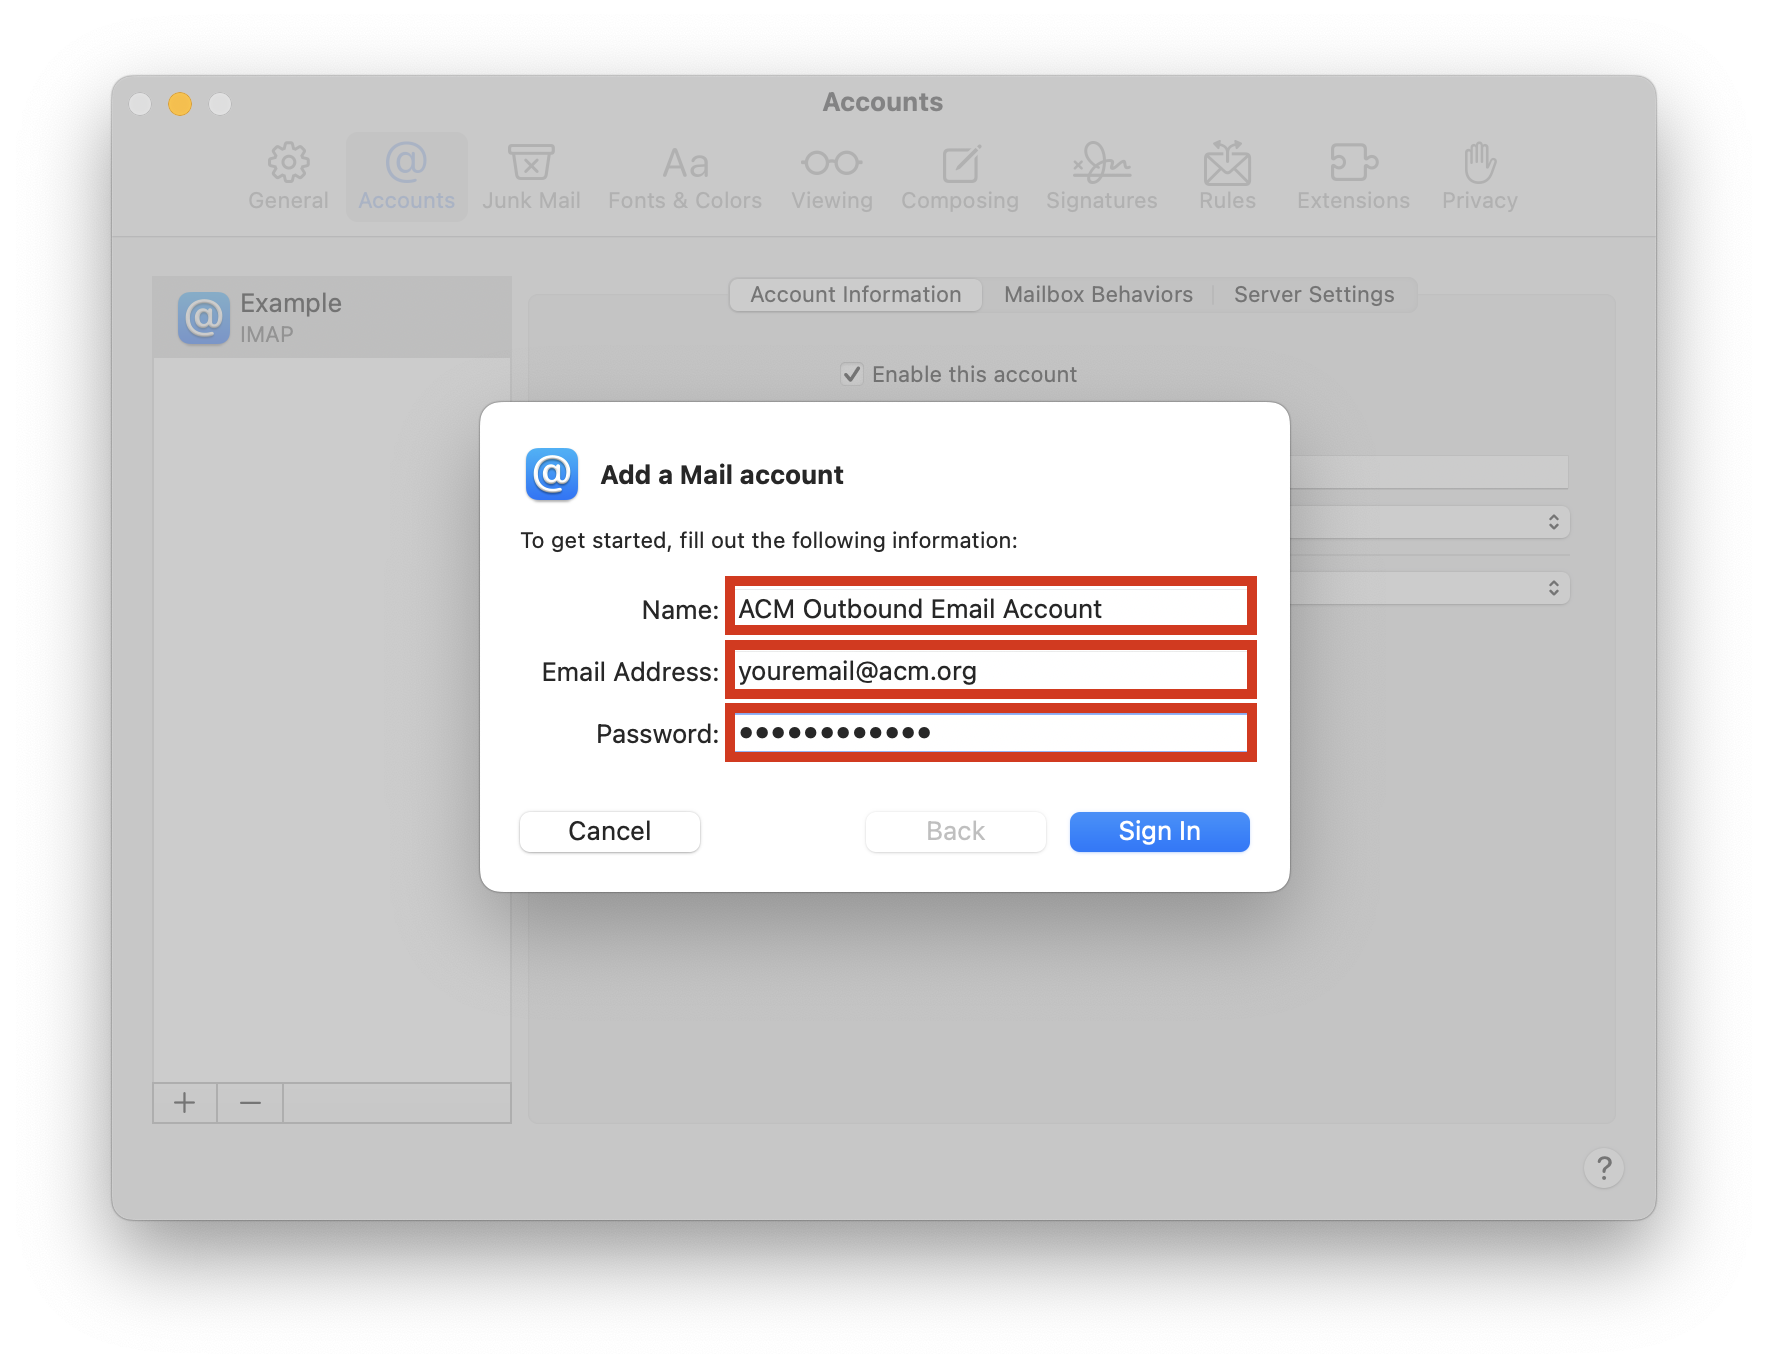 Accounts
General Accounts Junk Mail Fonts & Colors Viewing Composing Signatures Rules Extensions Privacy
Example
IMAP
Account Information Mailbox Behaviors Server Settings
Enable this account
Add a Mail account
To get started, fill out the following information:
Name: ACM Outbound Email Account
Email Address: youremail@acm.org
Password: ••••••••••••
Cancel Back Sign In
?